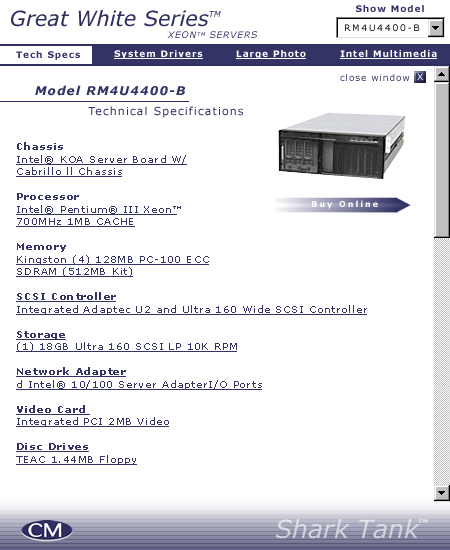 Great White Series™
XEON™ SERVERS
Show Model
RM4U4400-B
Tech Specs
System Drivers
Large Photo
Intel Multimedia
close window X
Model RM4U4400-B
Technical Specifications
Chassis
Intel® KOA Server Board W/
Cabrillo ll Chassis
Processor
Intel® Pentium® III Xeon™
700MHz 1MB CACHE
Buy Online
Memory
Kingston (4) 128MB PC-100 ECC
SDRAM (512MB Kit)
SCSI Controller
Integrated Adaptec U2 and Ultra 160 Wide SCSI Controller
Storage
(1) 18GB Ultra 160 SCSI LP 10K RPM
Network Adapter
d Intel® 10/100 Server AdapterI/O Ports
Video Card
Integrated PCI 2MB Video
Disc Drives
TEAC 1.44MB Floppy
CM
Shark Tank™